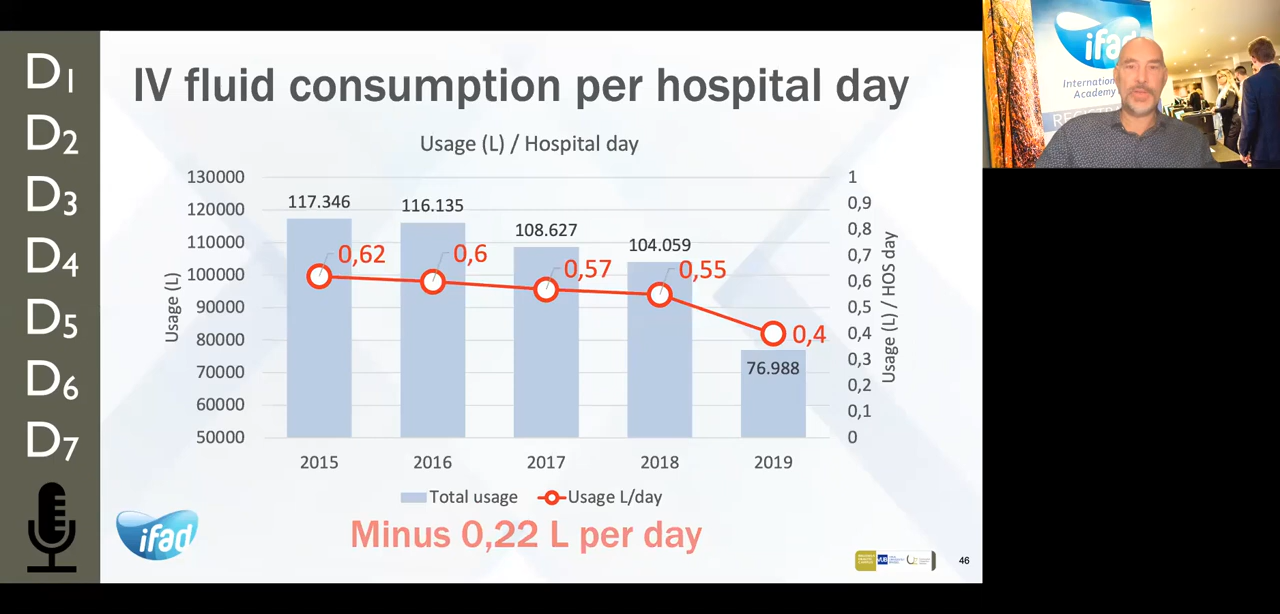 D1
D2
D3
D4
D5
D6
D7
IV fluid consumption per hospital day
Usage (L) / Hospital day
Usage (L)
130000
120000
110000
100000
90000
80000
70000
60000
50000
117.346
116.135
108.627
104.059
76.988
0,62
0,6
0,57
0,55
0,4
1
0,9
0,8
0,7
0,6
0,5
0,4
0,3
0,2
0,1
0
Usage (L) / HOS day
2015 2016 2017 2018 2019
Total usage Usage L/day
Minus 0,22 L per day
ifad
VUB
46
ifad
Internation
Academy
REGISTR